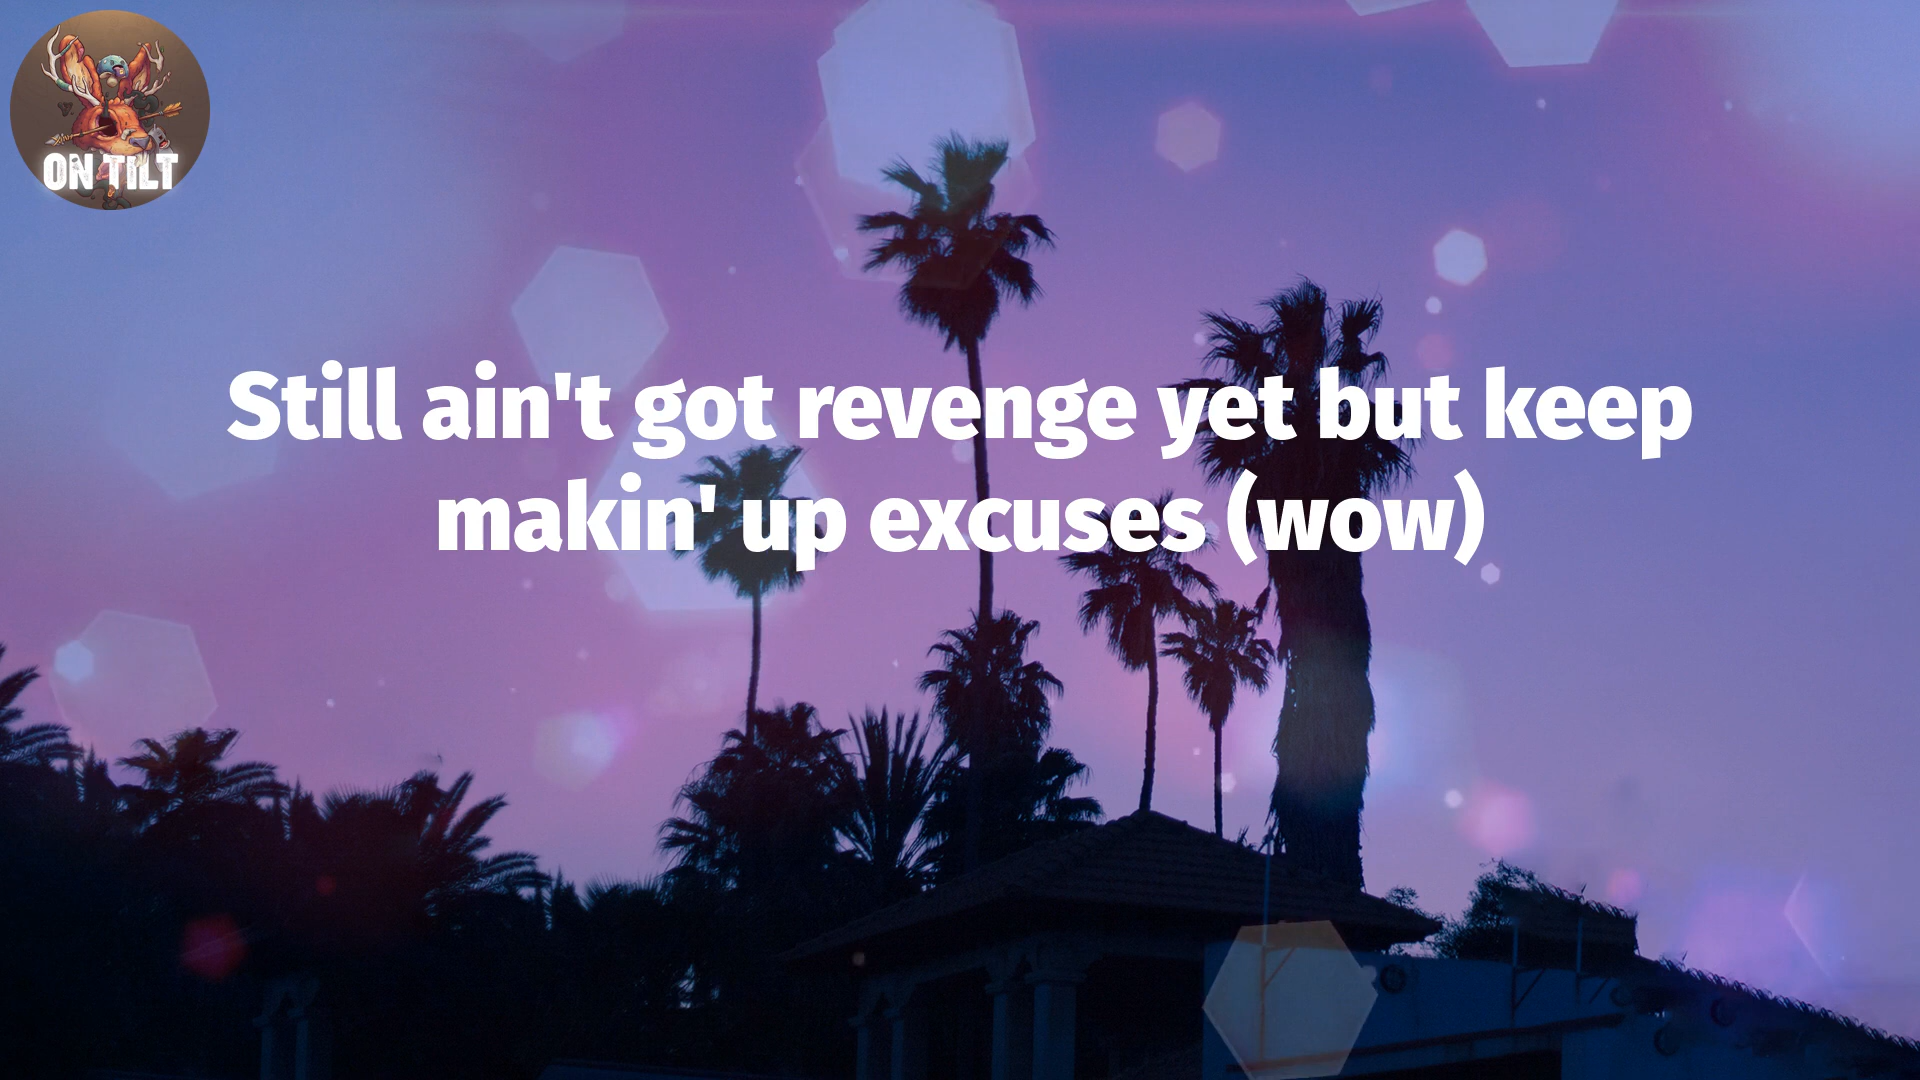 ON TILT
Still ain't got revenge yet but keep
makin' up excuses (wow)